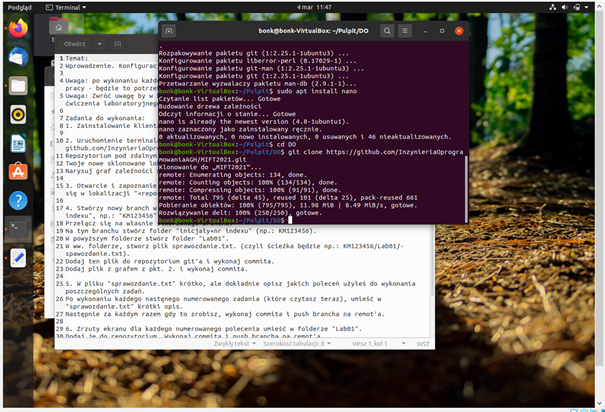 Podgląd
Terminal
4 mar 11:47
bonk@bonk-VirtualBox: ~/Pulpit/DO
Otwórz
.
Rozpakowywanie pakietu git (1:2.25.1-1ubuntu3) ...
Konfigurowanie pakietu liberror-perl (0.17029-1) ...
Konfigurowanie pakietu git-man (1:2.25.1-1ubuntu3) ...
Konfigurowanie pakietu git (1:2.25.1-1ubuntu3) ...
Przetwarzanie wyzwalaczy pakietu man-db (2.9.1-1)...
bonk@bonk-VirtualBox:~/Pulpit$ sudo apt install nano
Czytanie list pakietów... Gotowe
Budowanie drzewa zależności
Odczyt informacji o stanie... Gotowe
nano is already the newest version (4.8-1ubuntu1).
nano zaznaczony jako zainstalowany ręcznie.
0 aktualizowanych, 0 nowo instalowanych, 0 usuwanych i 46 nieaktualizowanych.
bonk@bonk-VirtualBox:~/Pulpit$ cd DO
bonk@bonk-VirtualBox:~/Pulpit/DO$ git clone https://github.com/InzynieriaOprogra
mowaniaAGH/MIFT2021.git
Klonowanie do „MIFT2021"...
remote: Enumerating objects: 134, done.
remote: Counting objects: 100% (134/134), done.
remote: Compressing objects: 100% (91/91), done.
remote: Total 795 (delta 45), reused 101 (delta 25), pack-reused 661
Pobieranie obiektów: 100% (795/795), 11.98 MiB | 8.49 MiB/s, gotowe.
Rozwiązywanie delt: 100% (250/250), gotowe.
bonk@bonk-VirtualBox:~/Pulpit/DO$
1 Temat:
2 Wprowadzenie. Konfigurac
3
4 Uwaga: po wykonaniu każde
pracy - będzie to potrze
5 Uwaga: Zwróć uwagę by w
Ćwiczenia laboratoryjne
6
7 Zadania do wykonania:
8 1. Zainstalowanie klient
9
10 2. Uruchomienie termina
11 Repozytorium pod zdalnym
12 Twoje nowe sklonowane lo
13 Narysuj graf zależności
14
15 3. Otwarcie i zapoznanie
się w lokalizacji "<repo
16
17 4. Stwórzy nowy branch w
indexu", np.: "KM123456"
18 Przełącz się na własnie
19 Na tym branchu stwórz folder "inicjały+nr indexu" (np.: KM123456).
20 W powyższym folderze stwórz folder "Lab01".
21 W ww. folderze, stwórz plik sprawozdanie.txt. (czyli ścieżka będzie np.: KM123456/Lab01/-
spawozdanie.txt).
22 Dodaj ten plik do repozytorium git'a i wykonaj commit.
23 Dodaj plik z grafem z pkt. 2. i wykonaj commita.
24
25 5. W pliku "sprawozdanie.txt" krótko, ale dokładnie opisz jakich poleceń użyłeś do wykonania
poszczególnych zadań.
26 Po wykonaniu każdego nastęnego numerowanego zadania (które czytasz teraz), umieść w
"sprawozdanie.txt" krótki opis.
27 Następnie za każdym razem gdy to zrobisz, wykonaj commita i push brancha na remot'a.
28
29 6. Zrzuty ekranu dla każdego numerowanego polecenia umieść w folderze "Lab01".
30 Dodaj je do repozytorium. Wykonaj commita i push brancha na remot'a.
Zwykły tekst
Szerokość tabulacji: 8
Wrsz 1, kol 1
WST